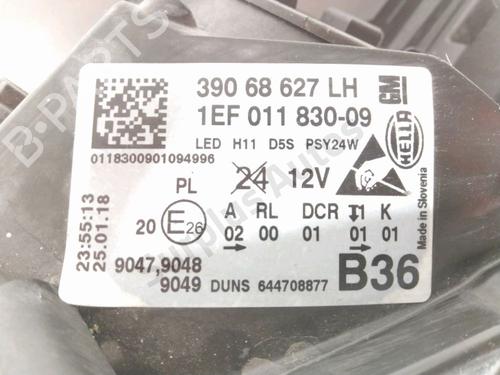 390 68 627 LH
GM
1EF 011 830-09
HELLA
LED H11 D5S PSY24W
0118300901094996
PL 24 12V
A RL DCR 1 K
20 E26 02 00 01 01 01
23:55:13
25.01.18
9047,9048
9049 DUNS 644708877
B36
Made in Slovenia
B-PARTS